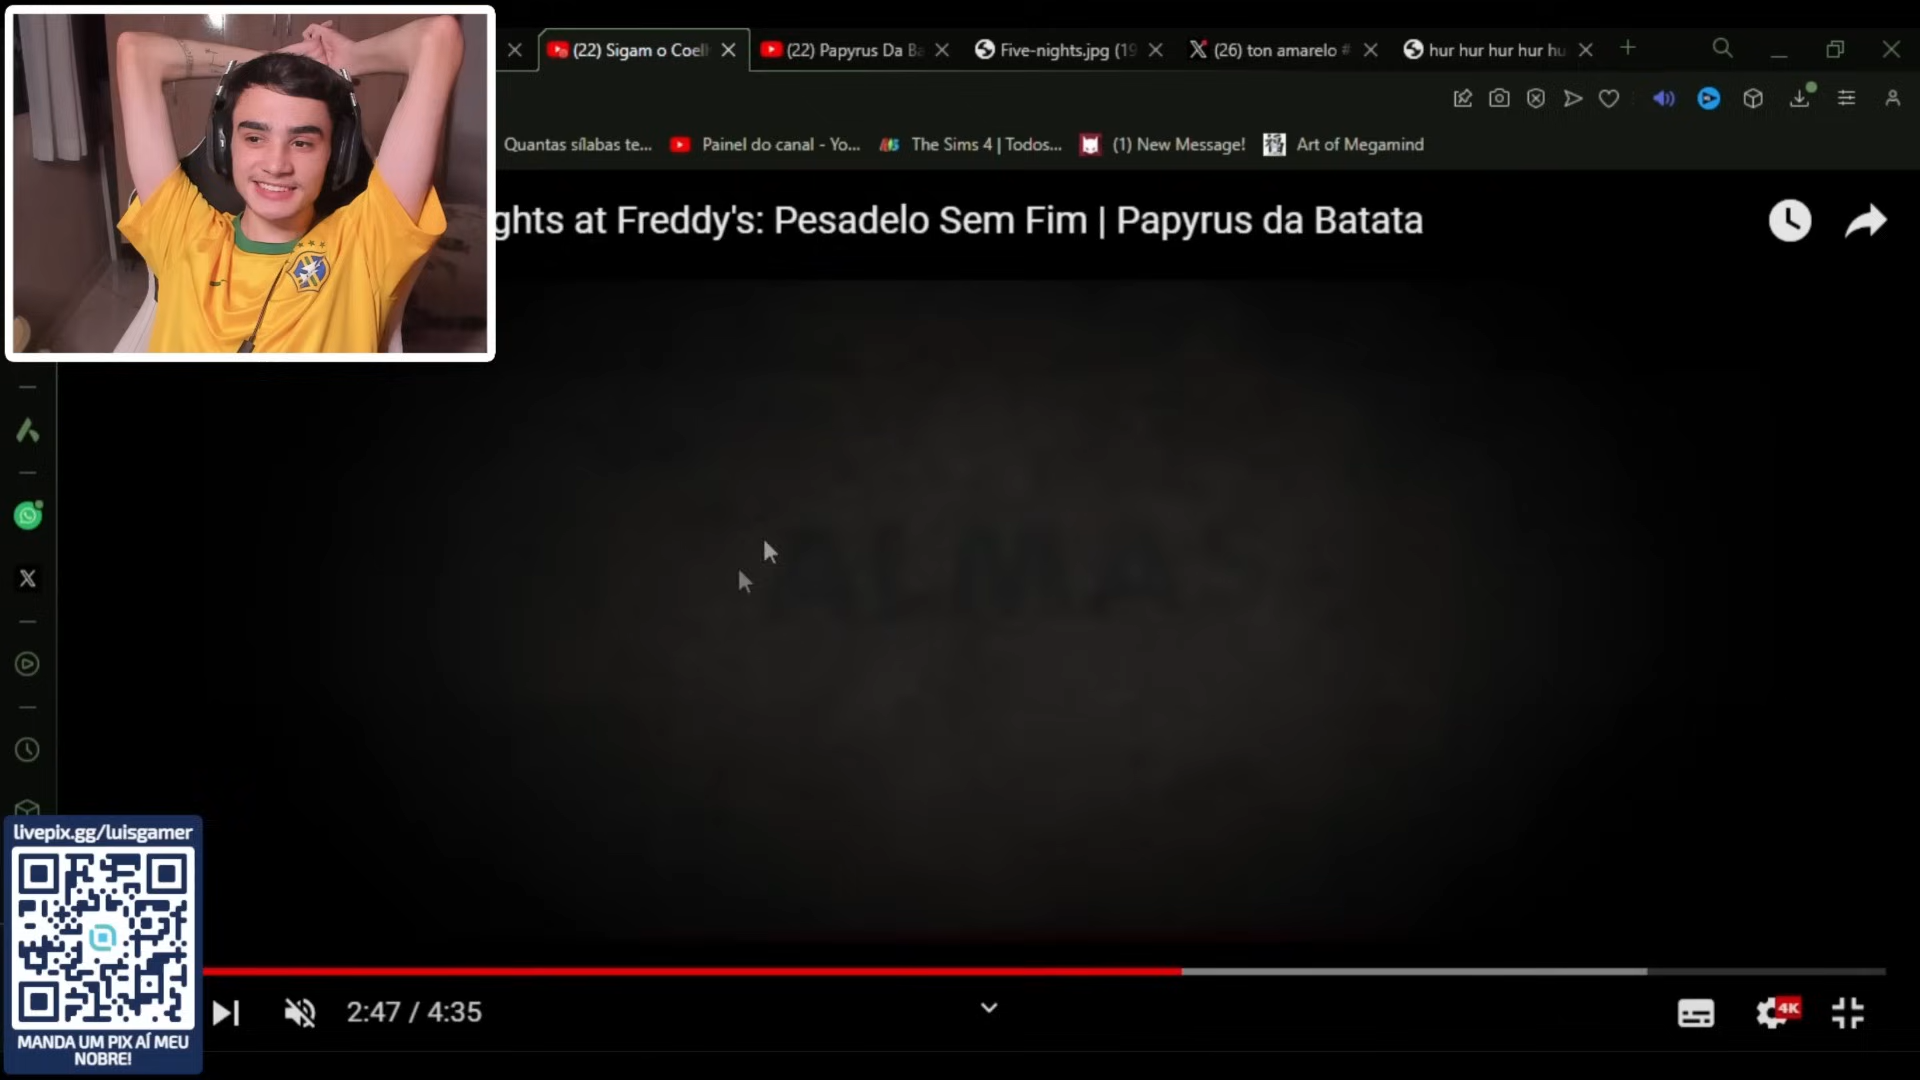 (22) Sigam o Coel
(22) Papyrus Da Ba
Five-nights.jpg (19
(26) ton amarelo #
hur hur hur hur hu
Quantas sílabas te...
Painel do canal - Yo...
The Sims 4 | Todos...
(1) New Message!
Art of Megamind
ghts at Freddy's: Pesadelo Sem Fim | Papyrus da Batata
ALMAS
livepix.gg/luisgamer
MANDA UM PIX AÍ MEU
NOBRE!
2:47 / 4:35
4K